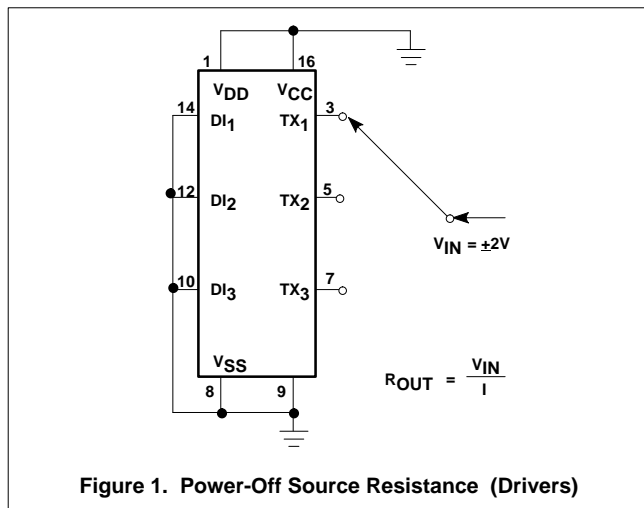 1 16
VDD VCC
14 DI1 TX1 3
12 DI2 TX2 5
VIN = ±2V
10 DI3 TX3 7
VSS
ROUT = VIN / I
8 9
Figure 1. Power-Off Source Resistance (Drivers)